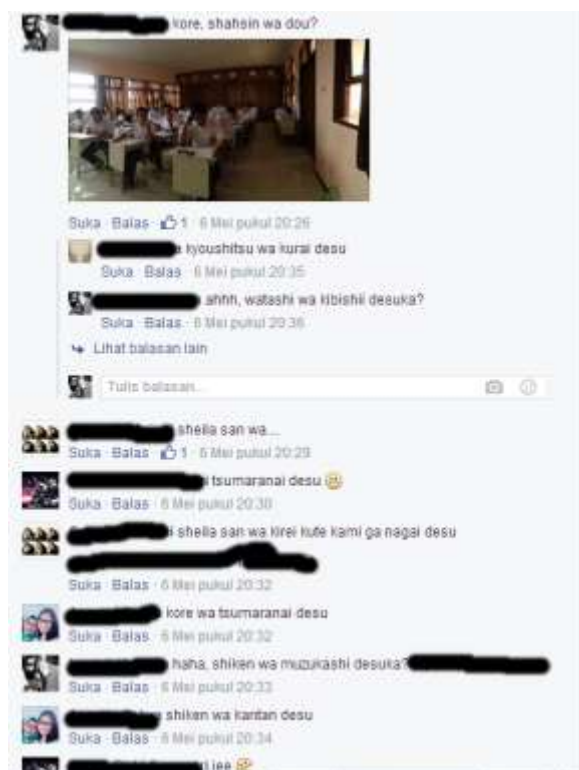 kore, shahsin wa dou?
Suka · Balas · 1 · 6 Mei pukul 20:26
kyoushitsu wa kurai desu
Suka · Balas · 6 Mei pukul 20:35
ahhh, watashi wa kibishii desuka?
Suka · Balas · 6 Mei pukul 20:36
Lihat balasan lain
Tulis balasan...
sheila san wa...
Suka · Balas · 1 · 6 Mei pukul 20:29
tsumaranai desu
Suka · Balas · 6 Mei pukul 20:30
sheila san wa kirei kute kami ga nagai desu
Suka · Balas · 6 Mei pukul 20:32
kore wa tsumaranai desu
Suka · Balas · 6 Mei pukul 20:32
haha, shiken wa muzukashi desuka?
Suka · Balas · 6 Mei pukul 20:33
shiken wa kantan desu
Suka · Balas · 6 Mei pukul 20:34
iee